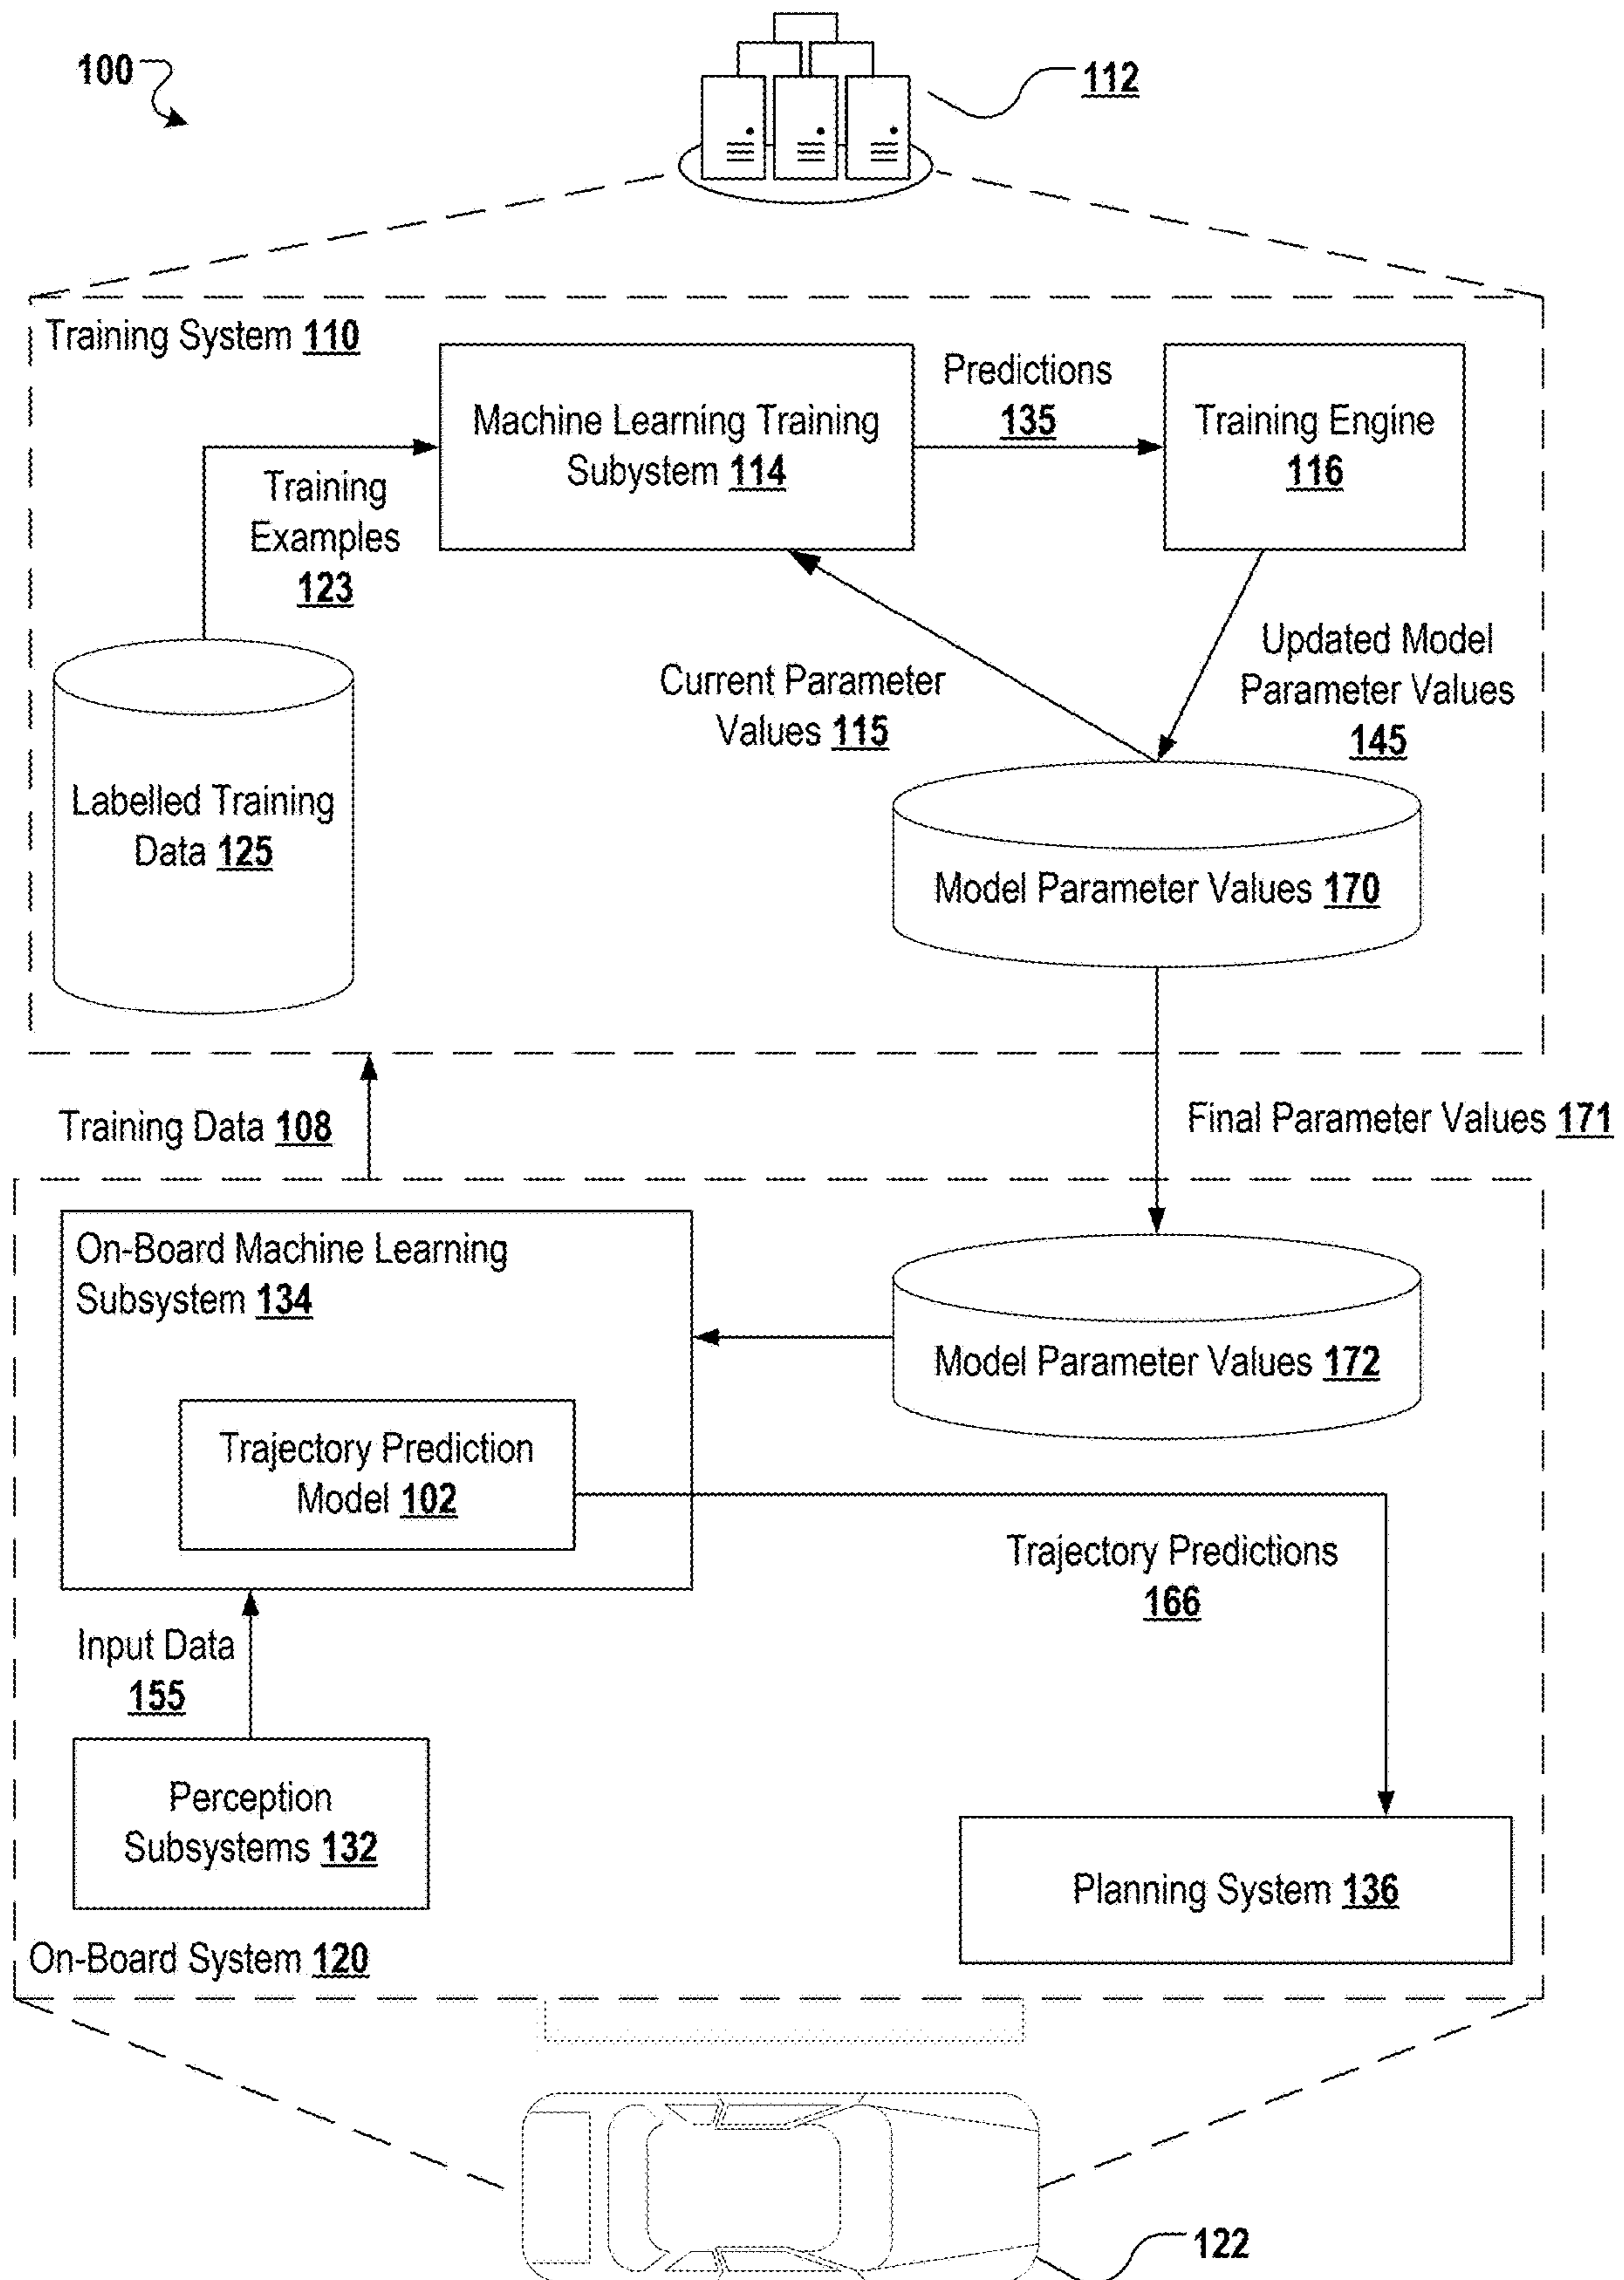 100
112
Training System 110
Machine Learning Training
Subystem 114
Predictions
135
Training Engine
116
Training
Examples
123
Updated Model
Parameter Values
145
Current Parameter
Values 115
Labelled Training
Data 125
Model Parameter Values 170
Training Data 108
Final Parameter Values 171
On-Board Machine Learning
Subsystem 134
Model Parameter Values 172
Trajectory Prediction
Model 102
Trajectory Predictions
166
Input Data
155
Perception
Subsystems 132
Planning System 136
On-Board System 120
122